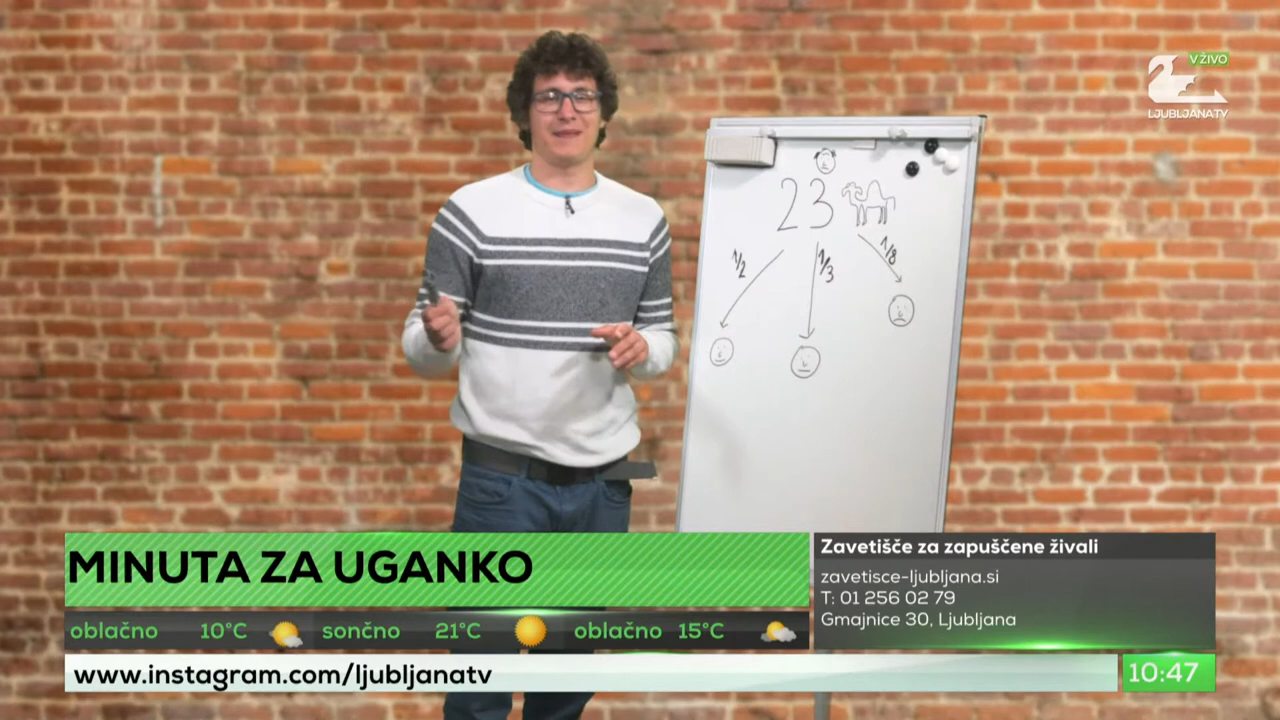 V ŽIVO
LJUBLJANATV
23
1/2
1/3
1/8
MINUTA ZA UGANKO
Zavetišče za zapuščene živali
zavetisce-ljubljana.si
T: 01 256 02 79
Gmajnice 30, Ljubljana
oblačno 10°C sončno 21°C oblačno 15°C
www.instagram.com/ljubljanatv
10:47